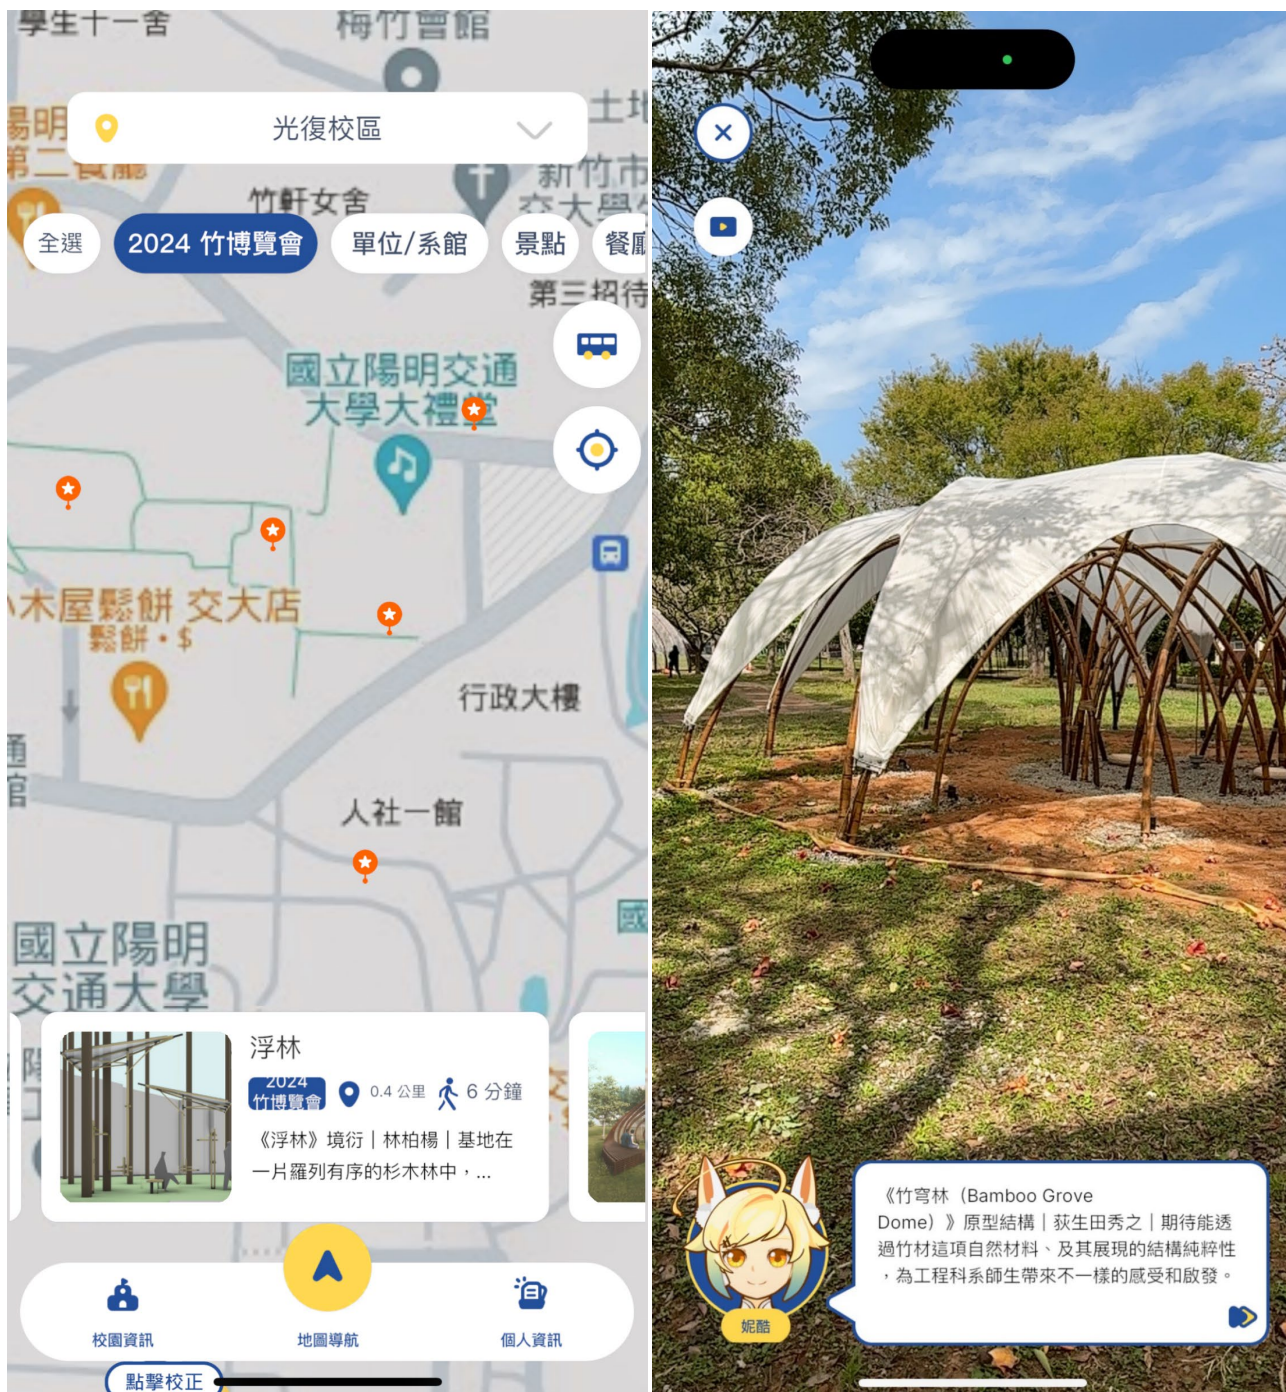 學生十一舍
梅竹會館
光復校區
土地
陽明
第二餐廳
新竹市
交大學
竹軒女舍
全選
2024 竹博覽會
單位/系館
景點
餐廳
第三招待
國立陽明交通
大學大禮堂
小木屋鬆餅 交大店
鬆餅・$
行政大樓
通
館
人社一館
國
國立陽明
交通大學
浮林
2024
竹博覽會
0.4 公里
6 分鐘
《浮林》境衍｜林柏楊｜基地在
一片羅列有序的杉木林中，...
校園資訊
地圖導航
個人資訊
點擊校正
《竹穹林（Bamboo Grove
Dome）》原型結構｜荻生田秀之｜期待能透
過竹材這項自然材料、及其展現的結構純粹性
，為工程科系師生帶來不一樣的感受和啟發。
妮酷